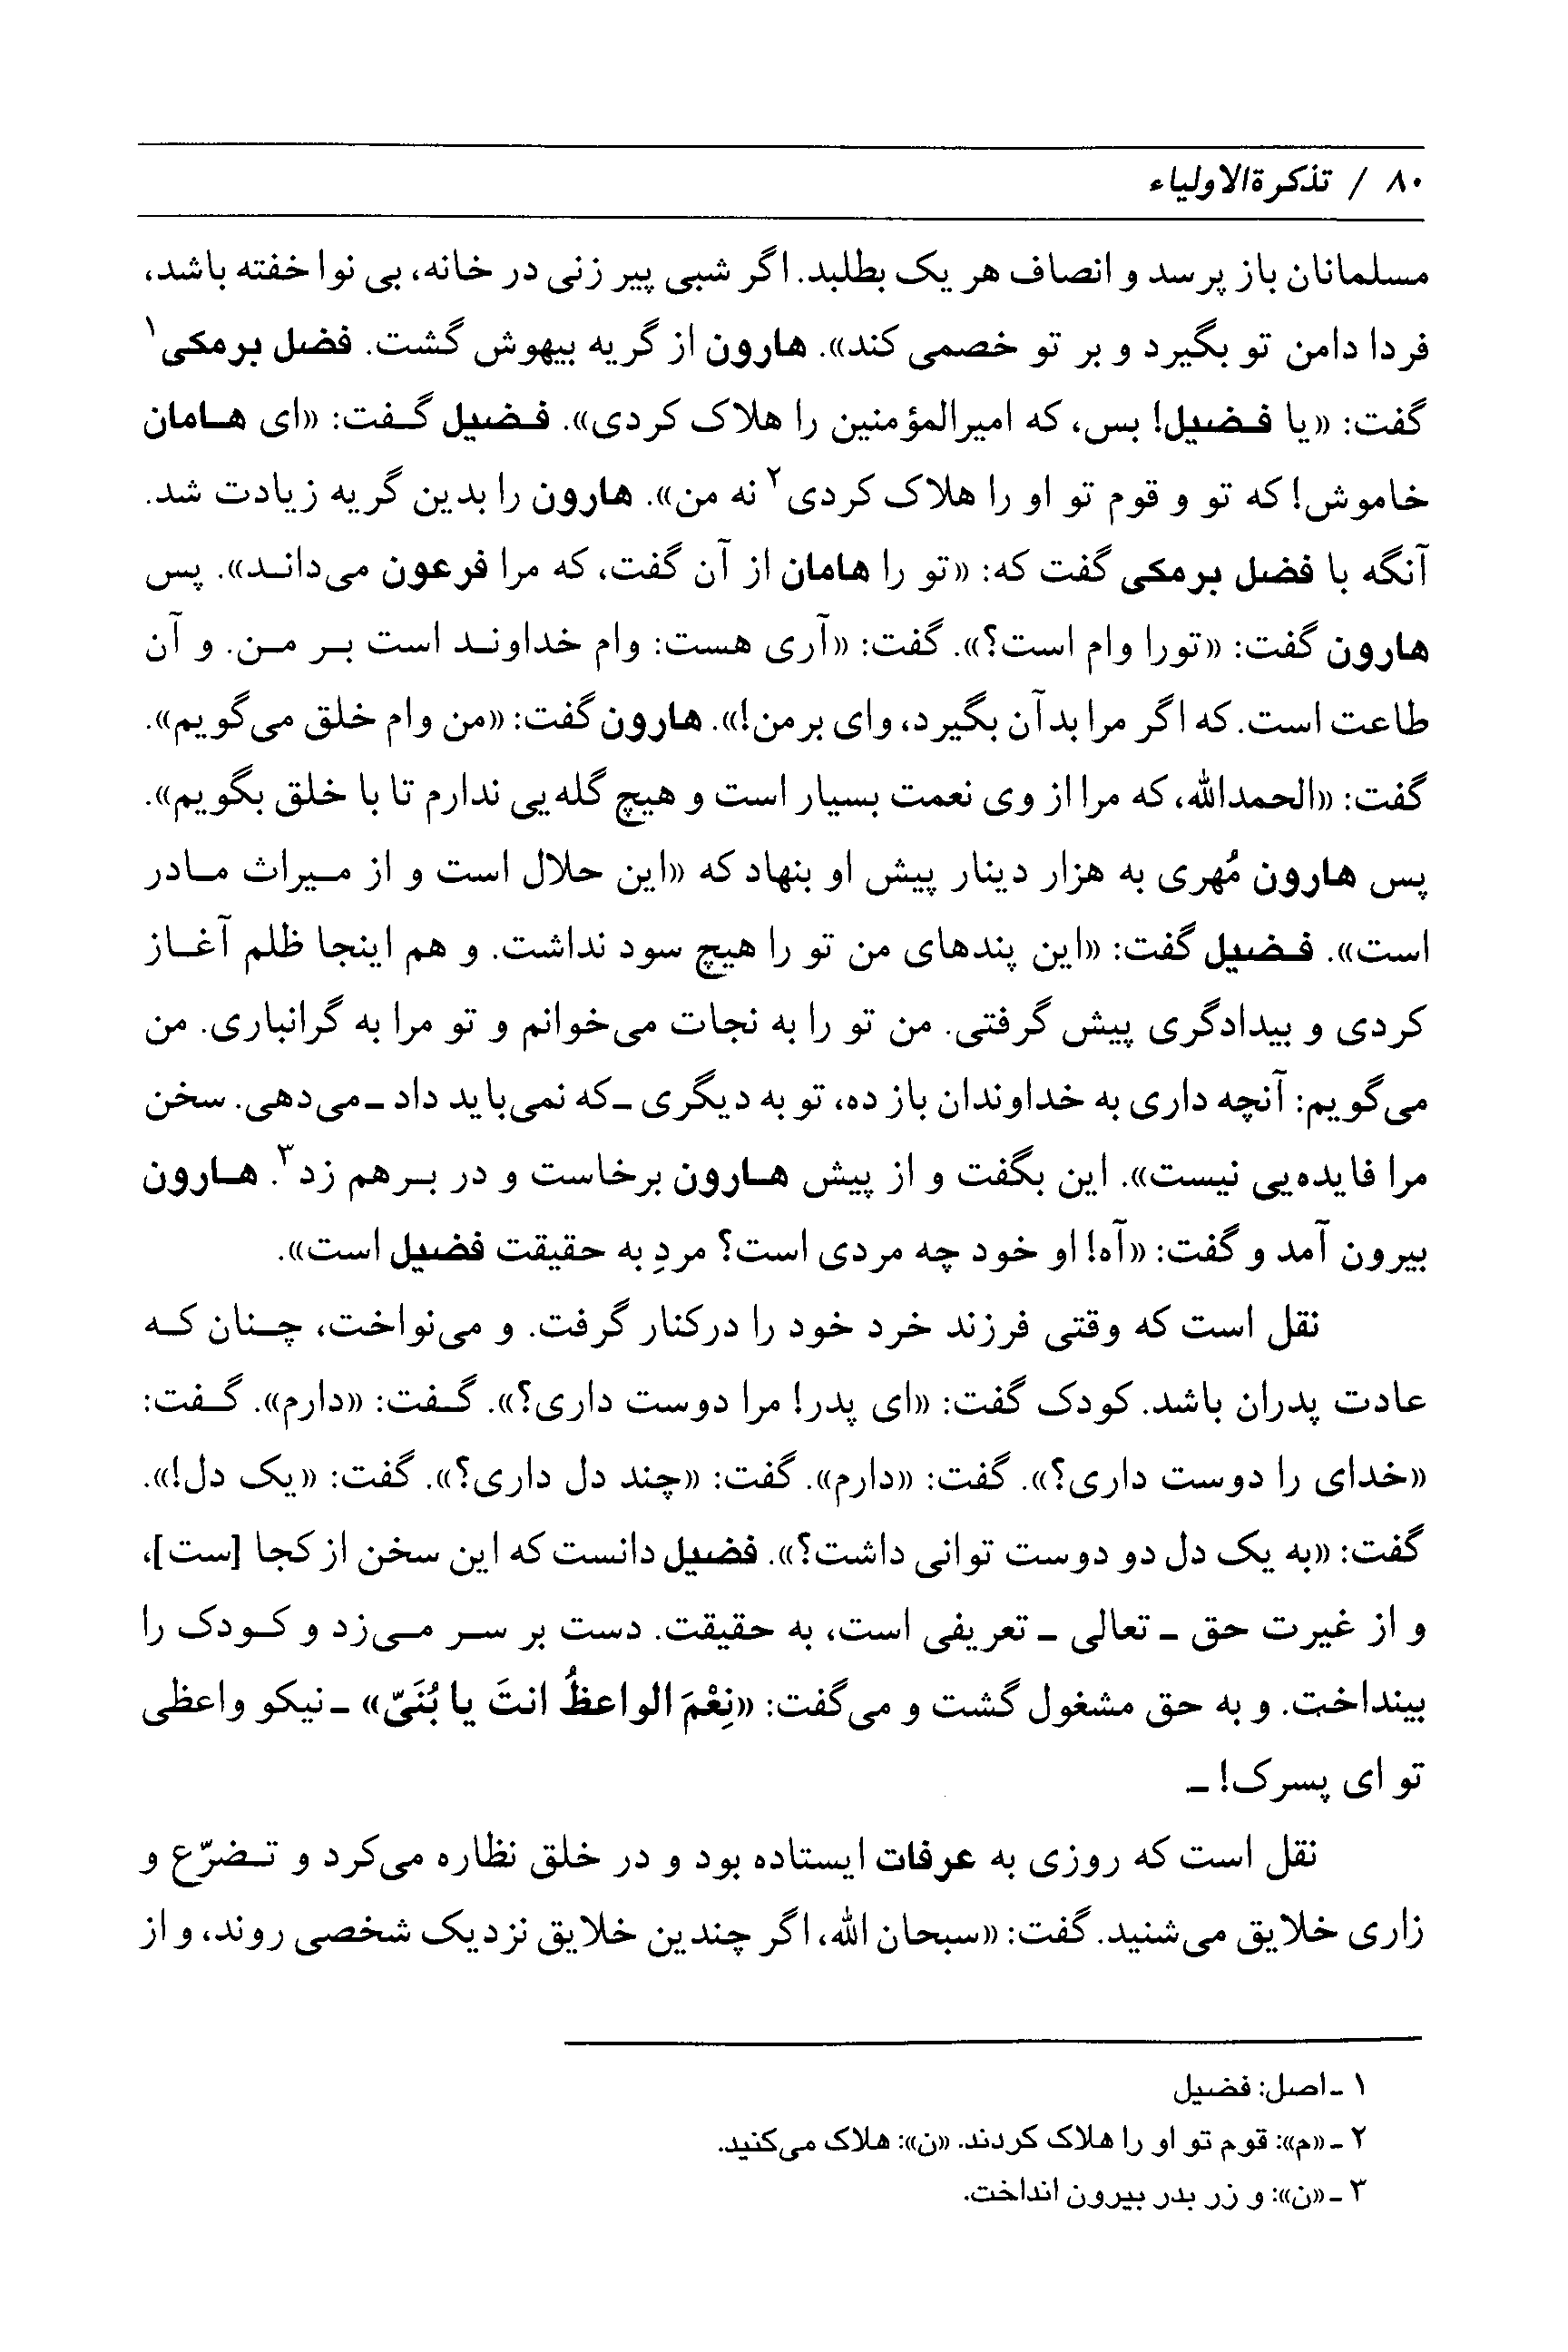 ۸۰ / تذکرةالاولیاء
مسلمانان باز پرسد و انصاف هر یک بطلبد. اگر شبی پیر زنی در خانه، بی نوا خفته باشد،
فردا دامن تو بگیرد و بر تو خصمی کند». هارون از گریه بیهوش گشت. فضل برمکی۱
گفت: «یا فضیل! بس، که امیرالمؤمنین را هلاک کردی». فضیل گفت: «ای هامان
خاموش! که تو و قوم تو او را هلاک کردی۲ نه من». هارون را بدین گریه زیادت شد.
آنگه با فضل برمکی گفت که: «تو را هامان از آن گفت، که مرا فرعون می‌داند». پس
هارون گفت: «تورا وام است؟». گفت: «آری هست: وام خداوند است بر من. و آن
طاعت است. که اگر مرا بدآن بگیرد، وای برمن!». هارون گفت: «من وام خلق می‌گویم».
گفت: «الحمدالله، که مرا از وی نعمت بسیار است و هیچ گله‌یی ندارم تا با خلق بگویم».
پس هارون مُهری به هزار دینار پیش او بنهاد که «این حلال است و از میراث مادر
است». فضیل گفت: «این پندهای من تو را هیچ سود نداشت. و هم اینجا ظلم آغاز
کردی و بیدادگری پیش گرفتی. من تو را به نجات می‌خوانم و تو مرا به گرانباری. من
می‌گویم: آنچه داری به خداوندان باز ده، تو به دیگری ـ که نمی‌باید داد ـ می‌دهی. سخن
مرا فایده‌یی نیست». این بگفت و از پیش هارون برخاست و در برهم زد۳. هارون
بیرون آمد و گفت: «آه! او خود چه مردی است؟ مردِ به حقیقت فضیل است».
نقل است که وقتی فرزند خرد خود را درکنار گرفت. و می‌نواخت، چنان که
عادت پدران باشد. کودک گفت: «ای پدر! مرا دوست داری؟». گفت: «دارم». گفت:
«خدای را دوست داری؟». گفت: «دارم». گفت: «چند دل داری؟». گفت: «یک دل!».
گفت: «به یک دل دو دوست توانی داشت؟». فضیل دانست که این سخن از کجا [ست]،
و از غیرت حق ـ تعالی ـ تعریفی است، به حقیقت. دست بر سر می‌زد و کودک را
بینداخت. و به حق مشغول گشت و می‌گفت: «نِعْمَ الواعظُ انتَ یا بُنَیّ» ـ نیکو واعظی
تو ای پسرک! ـ
نقل است که روزی به عرفات ایستاده بود و در خلق نظاره می‌کرد و تضرّع و
زاری خلایق می‌شنید. گفت: «سبحان الله، اگر چندین خلایق نزدیک شخصی روند، و از
۱ ـ اصل: فضیل
۲ ـ «م»: قوم تو او را هلاک کردند. «ن»: هلاک می‌کنید.
۳ ـ «ن»: و زر بدر بیرون انداخت.